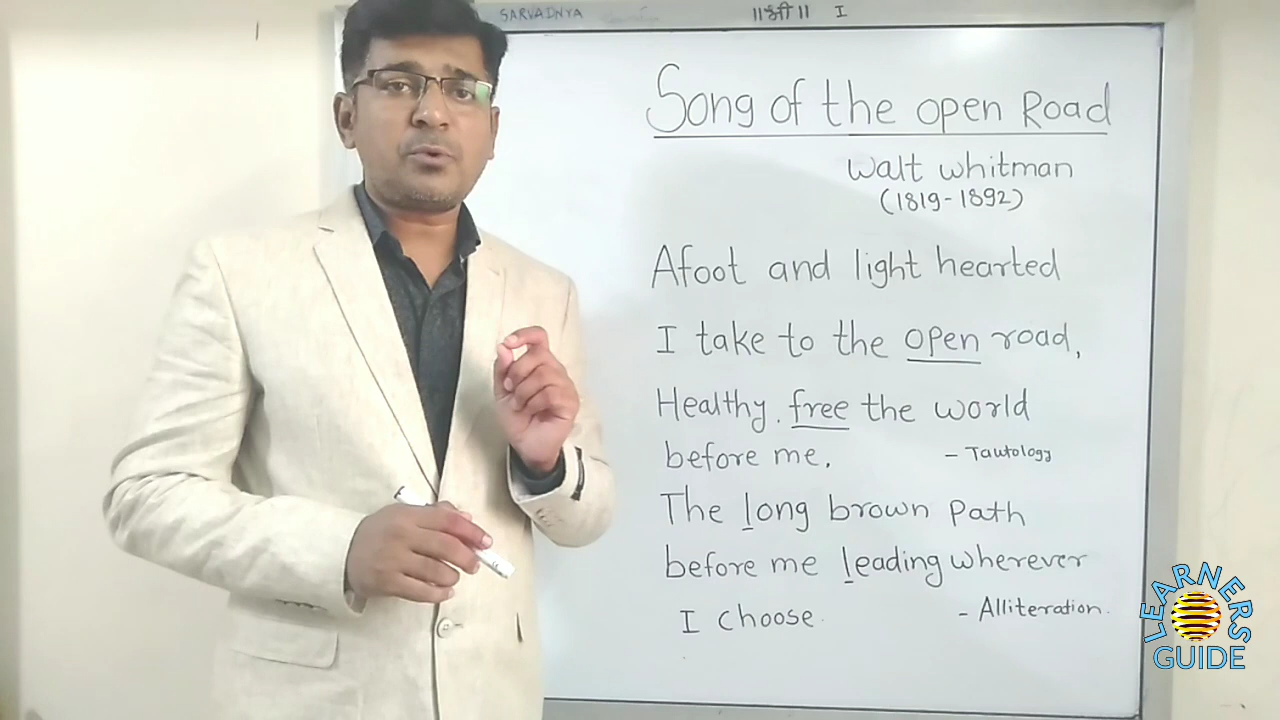 SARVADNYA
॥श्री॥ I
Song of the open Road
Walt Whitman
(1819-1892)
Afoot and light hearted
I take to the open road,
Healthy. free the world
before me.
- Tautology
The long brown path
before me leading wherever
I choose.
- Alliteration.
LEARNERS
GUIDE